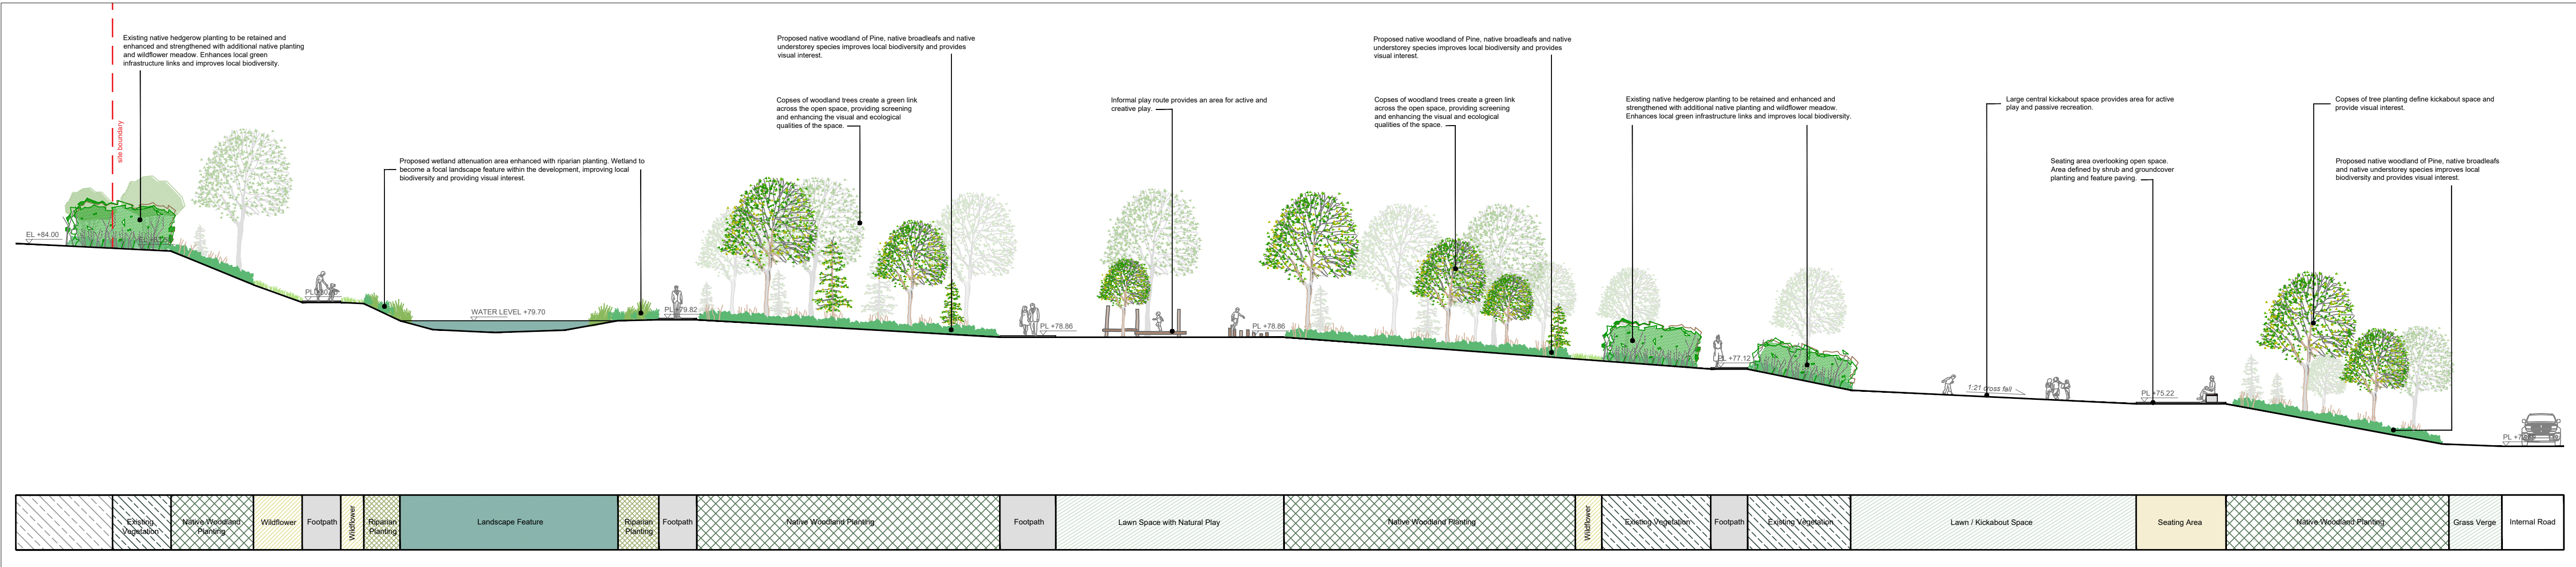 Existing native hedgerow planting to be retained and
enhanced and strengthened with additional native planting
and wildflower meadow. Enhances local green
infrastructure links and improves local biodiversity.
site boundary
Proposed wetland attenuation area enhanced with riparian planting. Wetland to
become a focal landscape feature within the development, improving local
biodiversity and providing visual interest.
Proposed native woodland of Pine, native broadleafs and native
understorey species improves local biodiversity and provides
visual interest.
Copses of woodland trees create a green link
across the open space, providing screening
and enhancing the visual and ecological
qualities of the space.
Informal play route provides an area for active and
creative play.
Proposed native woodland of Pine, native broadleafs and native
understorey species improves local biodiversity and provides
visual interest.
Copses of woodland trees create a green link
across the open space, providing screening
and enhancing the visual and ecological
qualities of the space.
Existing native hedgerow planting to be retained and enhanced and
strengthened with additional native planting and wildflower meadow.
Enhances local green infrastructure links and improves local biodiversity.
Large central kickabout space provides area for active
play and passive recreation.
Seating area overlooking open space.
Area defined by shrub and groundcover
planting and feature paving.
Copses of tree planting define kickabout space and
provide visual interest.
Proposed native woodland of Pine, native broadleafs
and native understorey species improves local
biodiversity and provides visual interest.
EL +84.00
WATER LEVEL +79.70
PL +79.82
PL +78.86
PL +78.86
+77.12
1:21 cross fall
PL +75.22
Existing
Vegetation
Native Woodland
Planting
Wildflower
Footpath
Wildflower
Riparian
Planting
Landscape Feature
Riparian
Planting
Footpath
Native Woodland Planting
Footpath
Lawn Space with Natural Play
Native Woodland Planting
Wildflower
Existing Vegetation
Footpath
Existing Vegetation
Lawn / Kickabout Space
Seating Area
Native Woodland Planting
Grass Verge
Internal Road